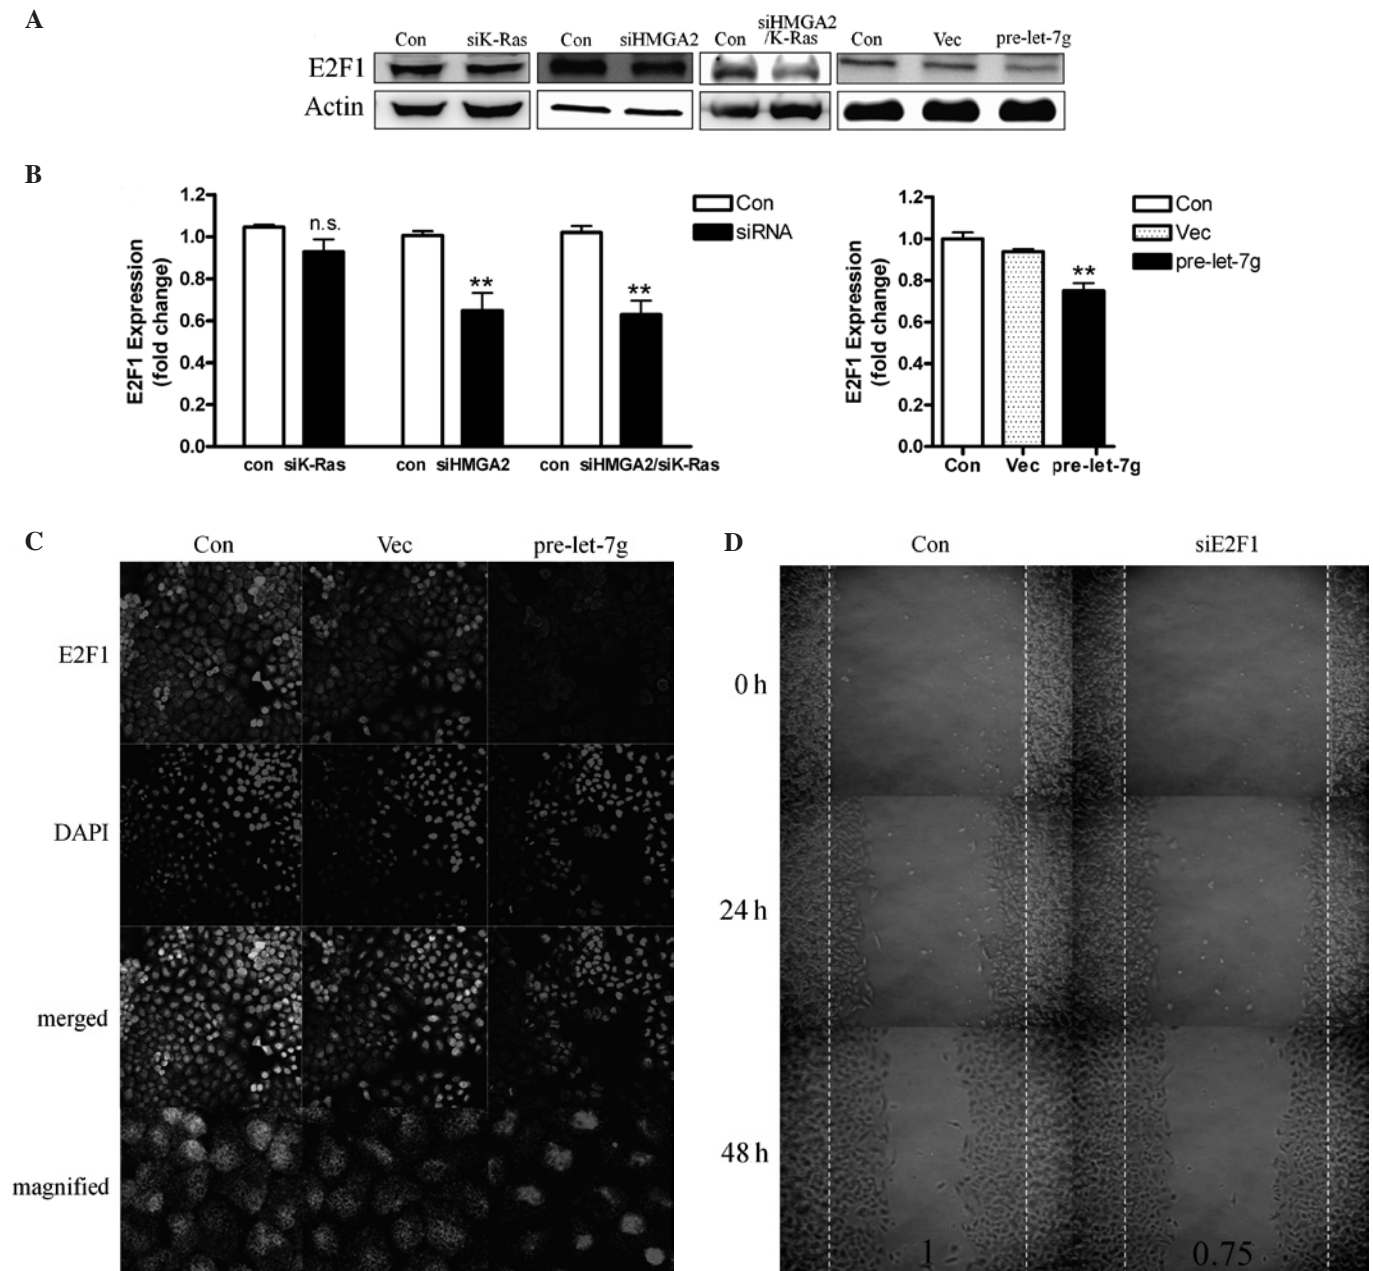 A
Con siK-Ras Con siHMGA2 Con siHMGA2/K-Ras Con Vec pre-let-7g
E2F1
Actin
B
E2F1 Expression
(fold change)
1.2
1.0
0.8
0.6
0.4
0.2
0.0
n.s.
**
**
Con
siRNA
con siK-Ras con siHMGA2 con siHMGA2/siK-Ras
E2F1 Expression
(fold change)
1.2
1.0
0.8
0.6
0.4
0.2
0.0
**
Con
Vec
pre-let-7g
Con Vec pre-let-7g
C
Con Vec pre-let-7g
E2F1
DAPI
merged
magnified
D
Con siE2F1
0 h
24 h
48 h
1 0.75